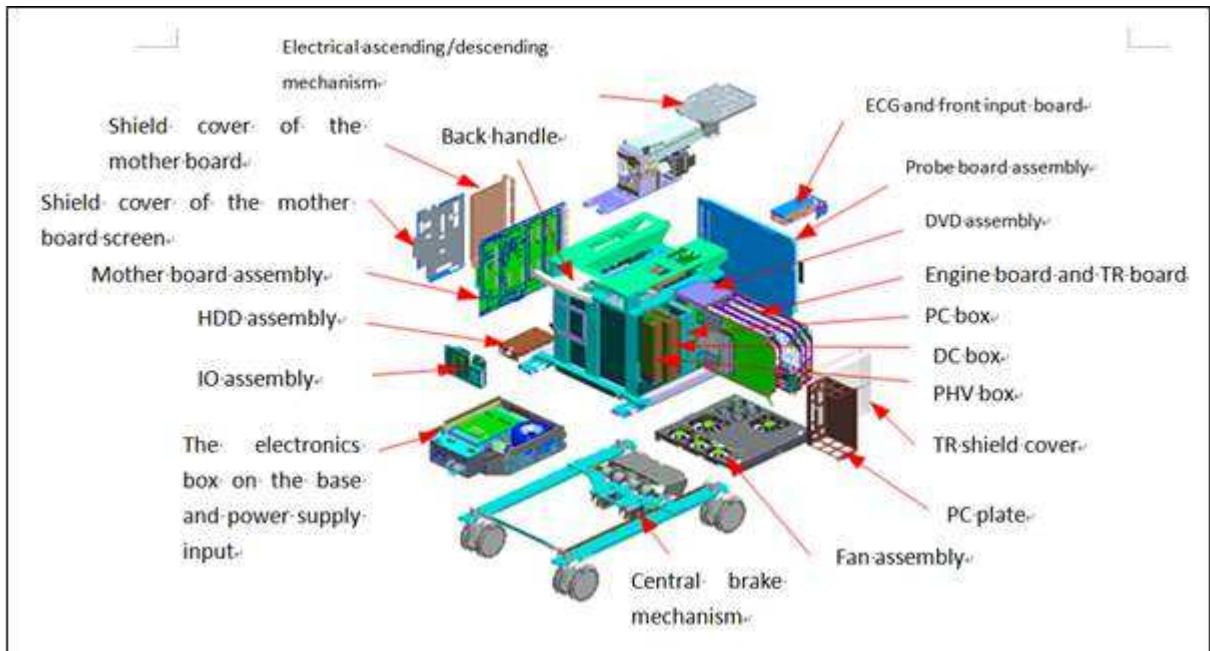 Electrical ascending/descending
mechanism
ECG and front input board
Shield cover of the
mother board
Back handle
Probe board assembly
Shield cover of the mother
board screen
DVD assembly
Mother board assembly
Engine board and TR board
HDD assembly
PC box
DC box
IO assembly
PHV box
The electronics
box on the base
and power supply
input
TR shield cover
PC plate
Fan assembly
Central brake
mechanism